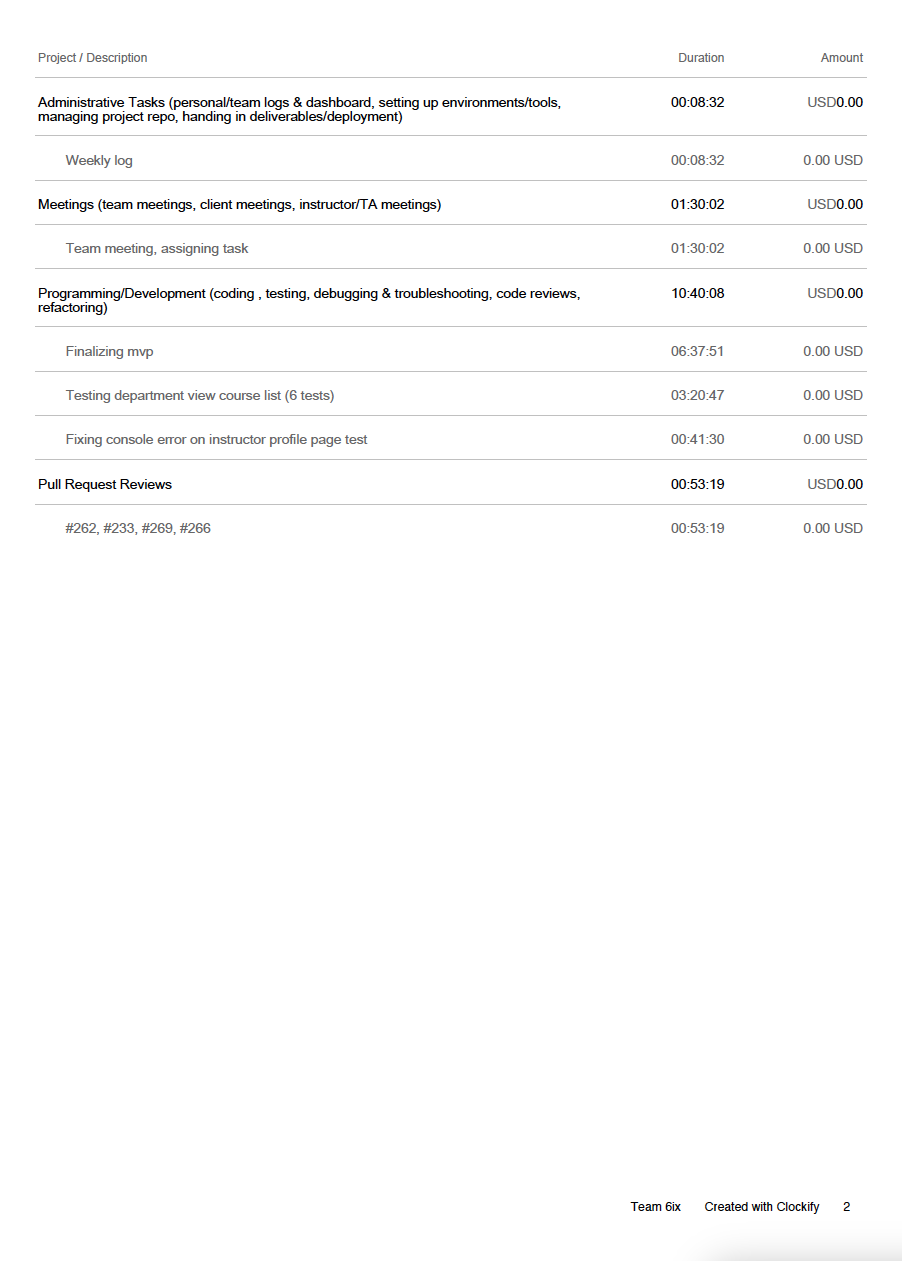 Project / Description Duration Amount
Administrative Tasks (personal/team logs & dashboard, setting up environments/tools, 00:08:32 USD0.00
managing project repo, handing in deliverables/deployment)
Weekly log 00:08:32 0.00 USD
Meetings (team meetings, client meetings, instructor/TA meetings) 01:30:02 USD0.00
Team meeting, assigning task 01:30:02 0.00 USD
Programming/Development (coding , testing, debugging & troubleshooting, code reviews, 10:40:08 USD0.00
refactoring)
Finalizing mvp 06:37:51 0.00 USD
Testing department view course list (6 tests) 03:20:47 0.00 USD
Fixing console error on instructor profile page test 00:41:30 0.00 USD
Pull Request Reviews 00:53:19 USD0.00
#262, #233, #269, #266 00:53:19 0.00 USD
Team 6ix Created with Clockify 2